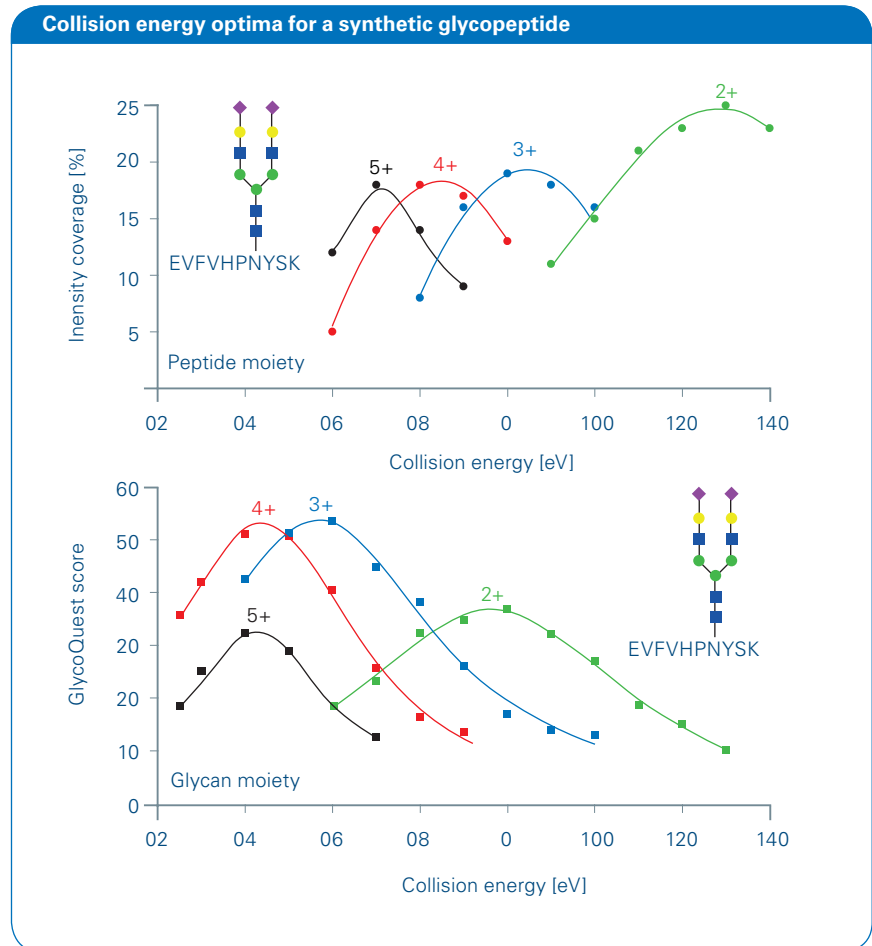 Collision energy optima for a synthetic glycopeptide
Inensity coverage [%]
25
20
15
10
5
5+
4+
3+
2+
EVFVHPNYSK
Peptide moiety
02 04 06 08 0 100 120 140
Collision energy [eV]
GlycoQuest score
60
50
40
20
20
10
0
4+
3+
5+
2+
EVFVHPNYSK
Glycan moiety
02 04 06 08 0 100 120 140
Collision energy [eV]